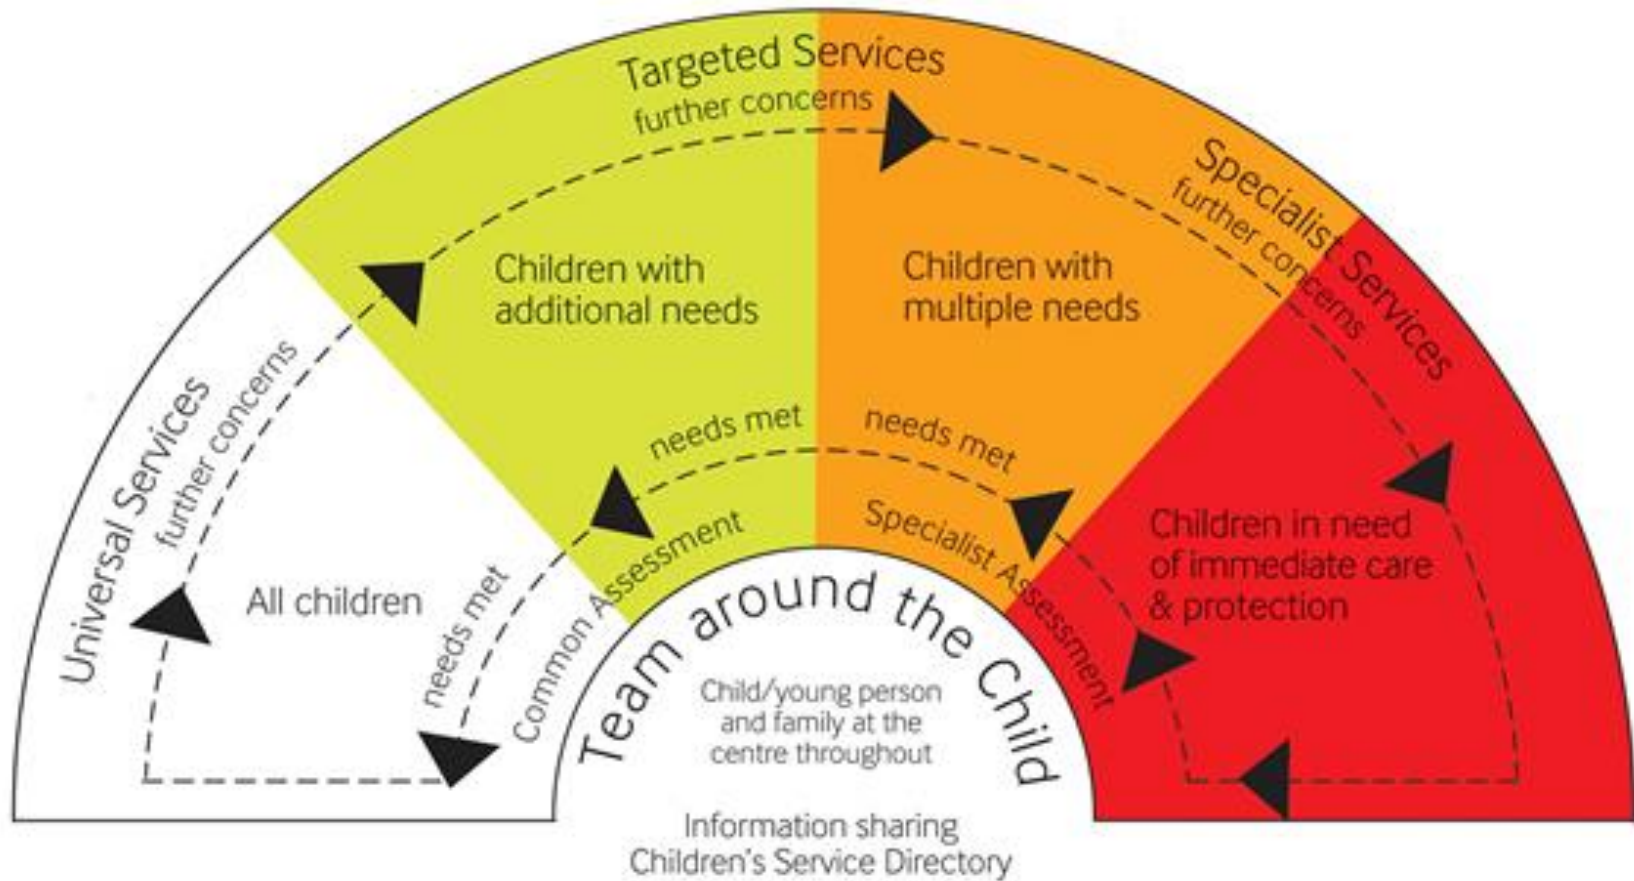 Targeted Services
further concerns
Specialist Services
further concerns
Children with
additional needs
Children with
multiple needs
Universal Services
further concerns
needs met
needs met
All children
needs met
Common Assessment
Specialist Assessment
Children in need
of immediate care
& protection
Team around the Child
Child/young person
and family at the
centre throughout
Information sharing
Children's Service Directory